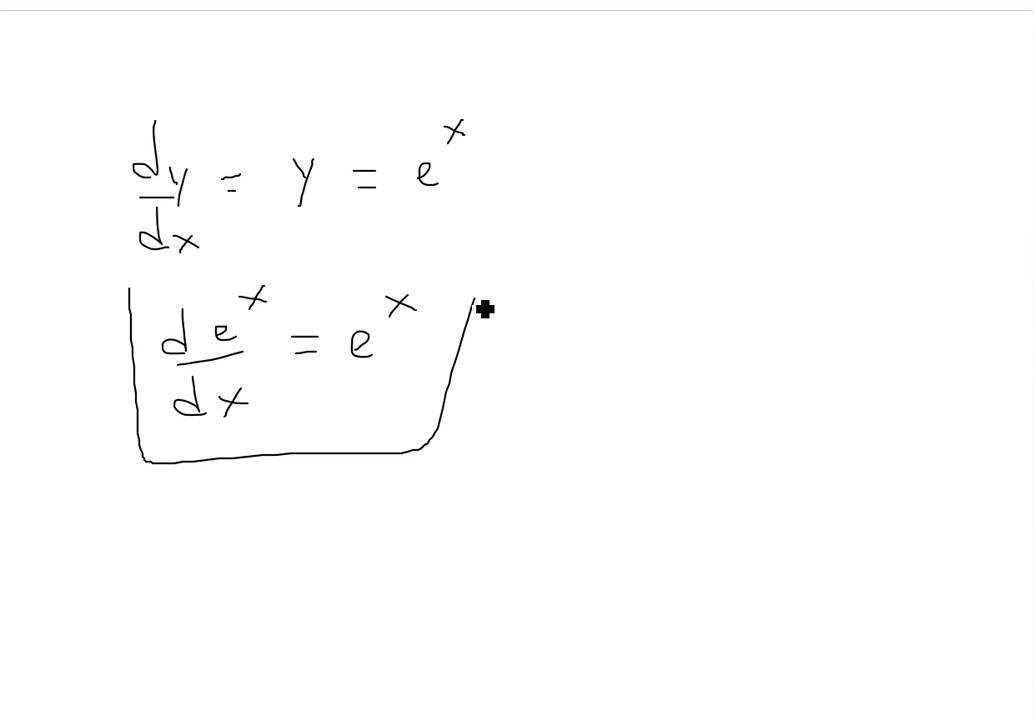 dy/dx = y = e^x
de^x/dx = e^x